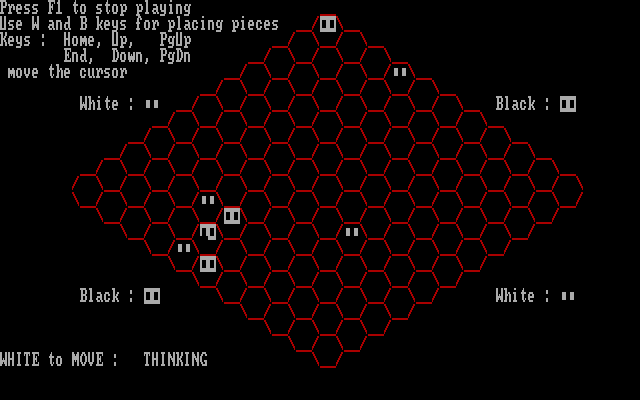 Press F1 to stop playing
Use W and B keys for placing pieces
Keys :  Home, Up,   PgUp
        End,  Down, PgDn
 move the cursor
White :
Black :
Black :
White :
WHITE to MOVE :   THINKING